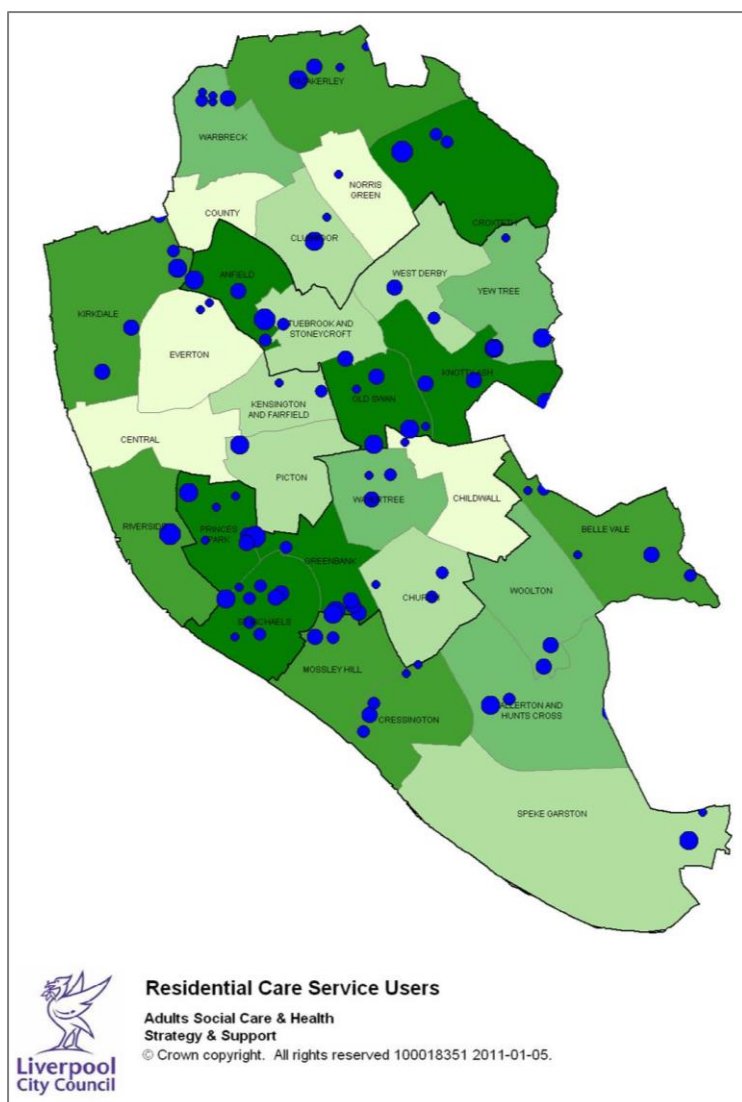 FAZAKERLEY
WARBRECK
NORRIS
GREEN
COUNTY
CROXTETH
CLUBMOOR
ANFIELD
WEST DERBY
YEW TREE
KIRKDALE
TUEBROOK AND
STONEYCROFT
EVERTON
KNOTTY ASH
OLD SWAN
KENSINGTON
AND FAIRFIELD
CENTRAL
PICTON
WAVERTREE
CHILDWALL
RIVERSIDE
PRINCES
PARK
BELLE VALE
GREENBANK
WOOLTON
CHURCH
ST MICHAELS
MOSSLEY HILL
ALLERTON AND
HUNTS CROSS
CRESSINGTON
SPEKE GARSTON
Liverpool
City Council
Residential Care Service Users
Adults Social Care & Health
Strategy & Support
© Crown copyright. All rights reserved 100018351 2011-01-05.